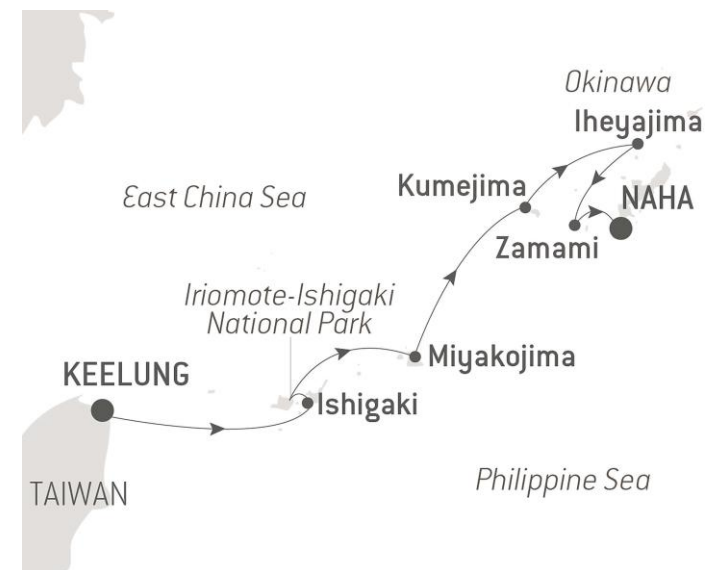 Okinawa
Iheyajima
Kumejima
NAHA
East China Sea
Zamami
Iriomote-Ishigaki
National Park
Miyakojima
KEELUNG
Ishigaki
Philippine Sea
TAIWAN